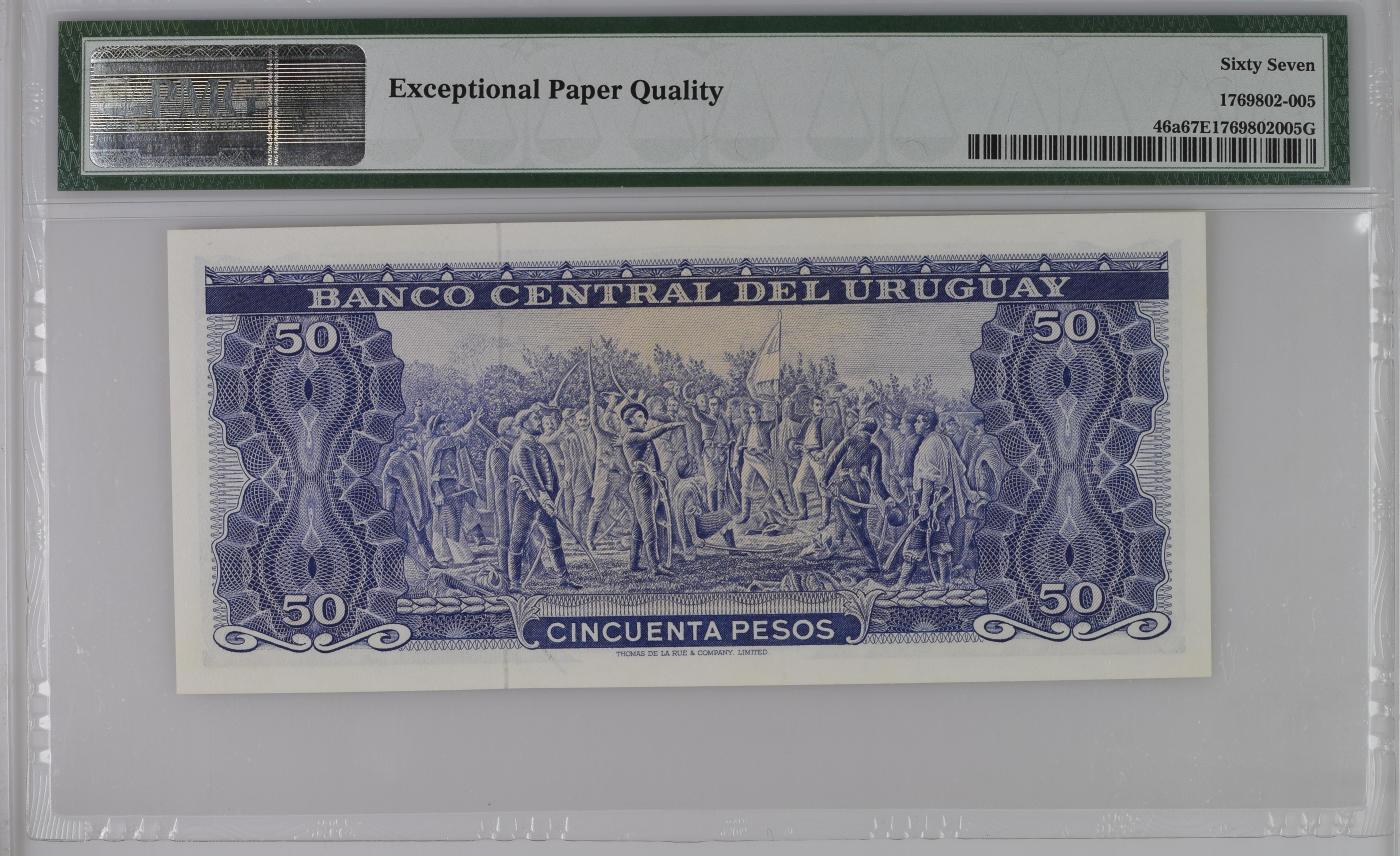 PMG
Exceptional Paper Quality
Sixty Seven
1769802-005
46a67E1769802005G
BANCO CENTRAL DEL URUGUAY
50
50
50
50
CINCUENTA PESOS
THOMAS DE LA RUE & COMPANY, LIMITED